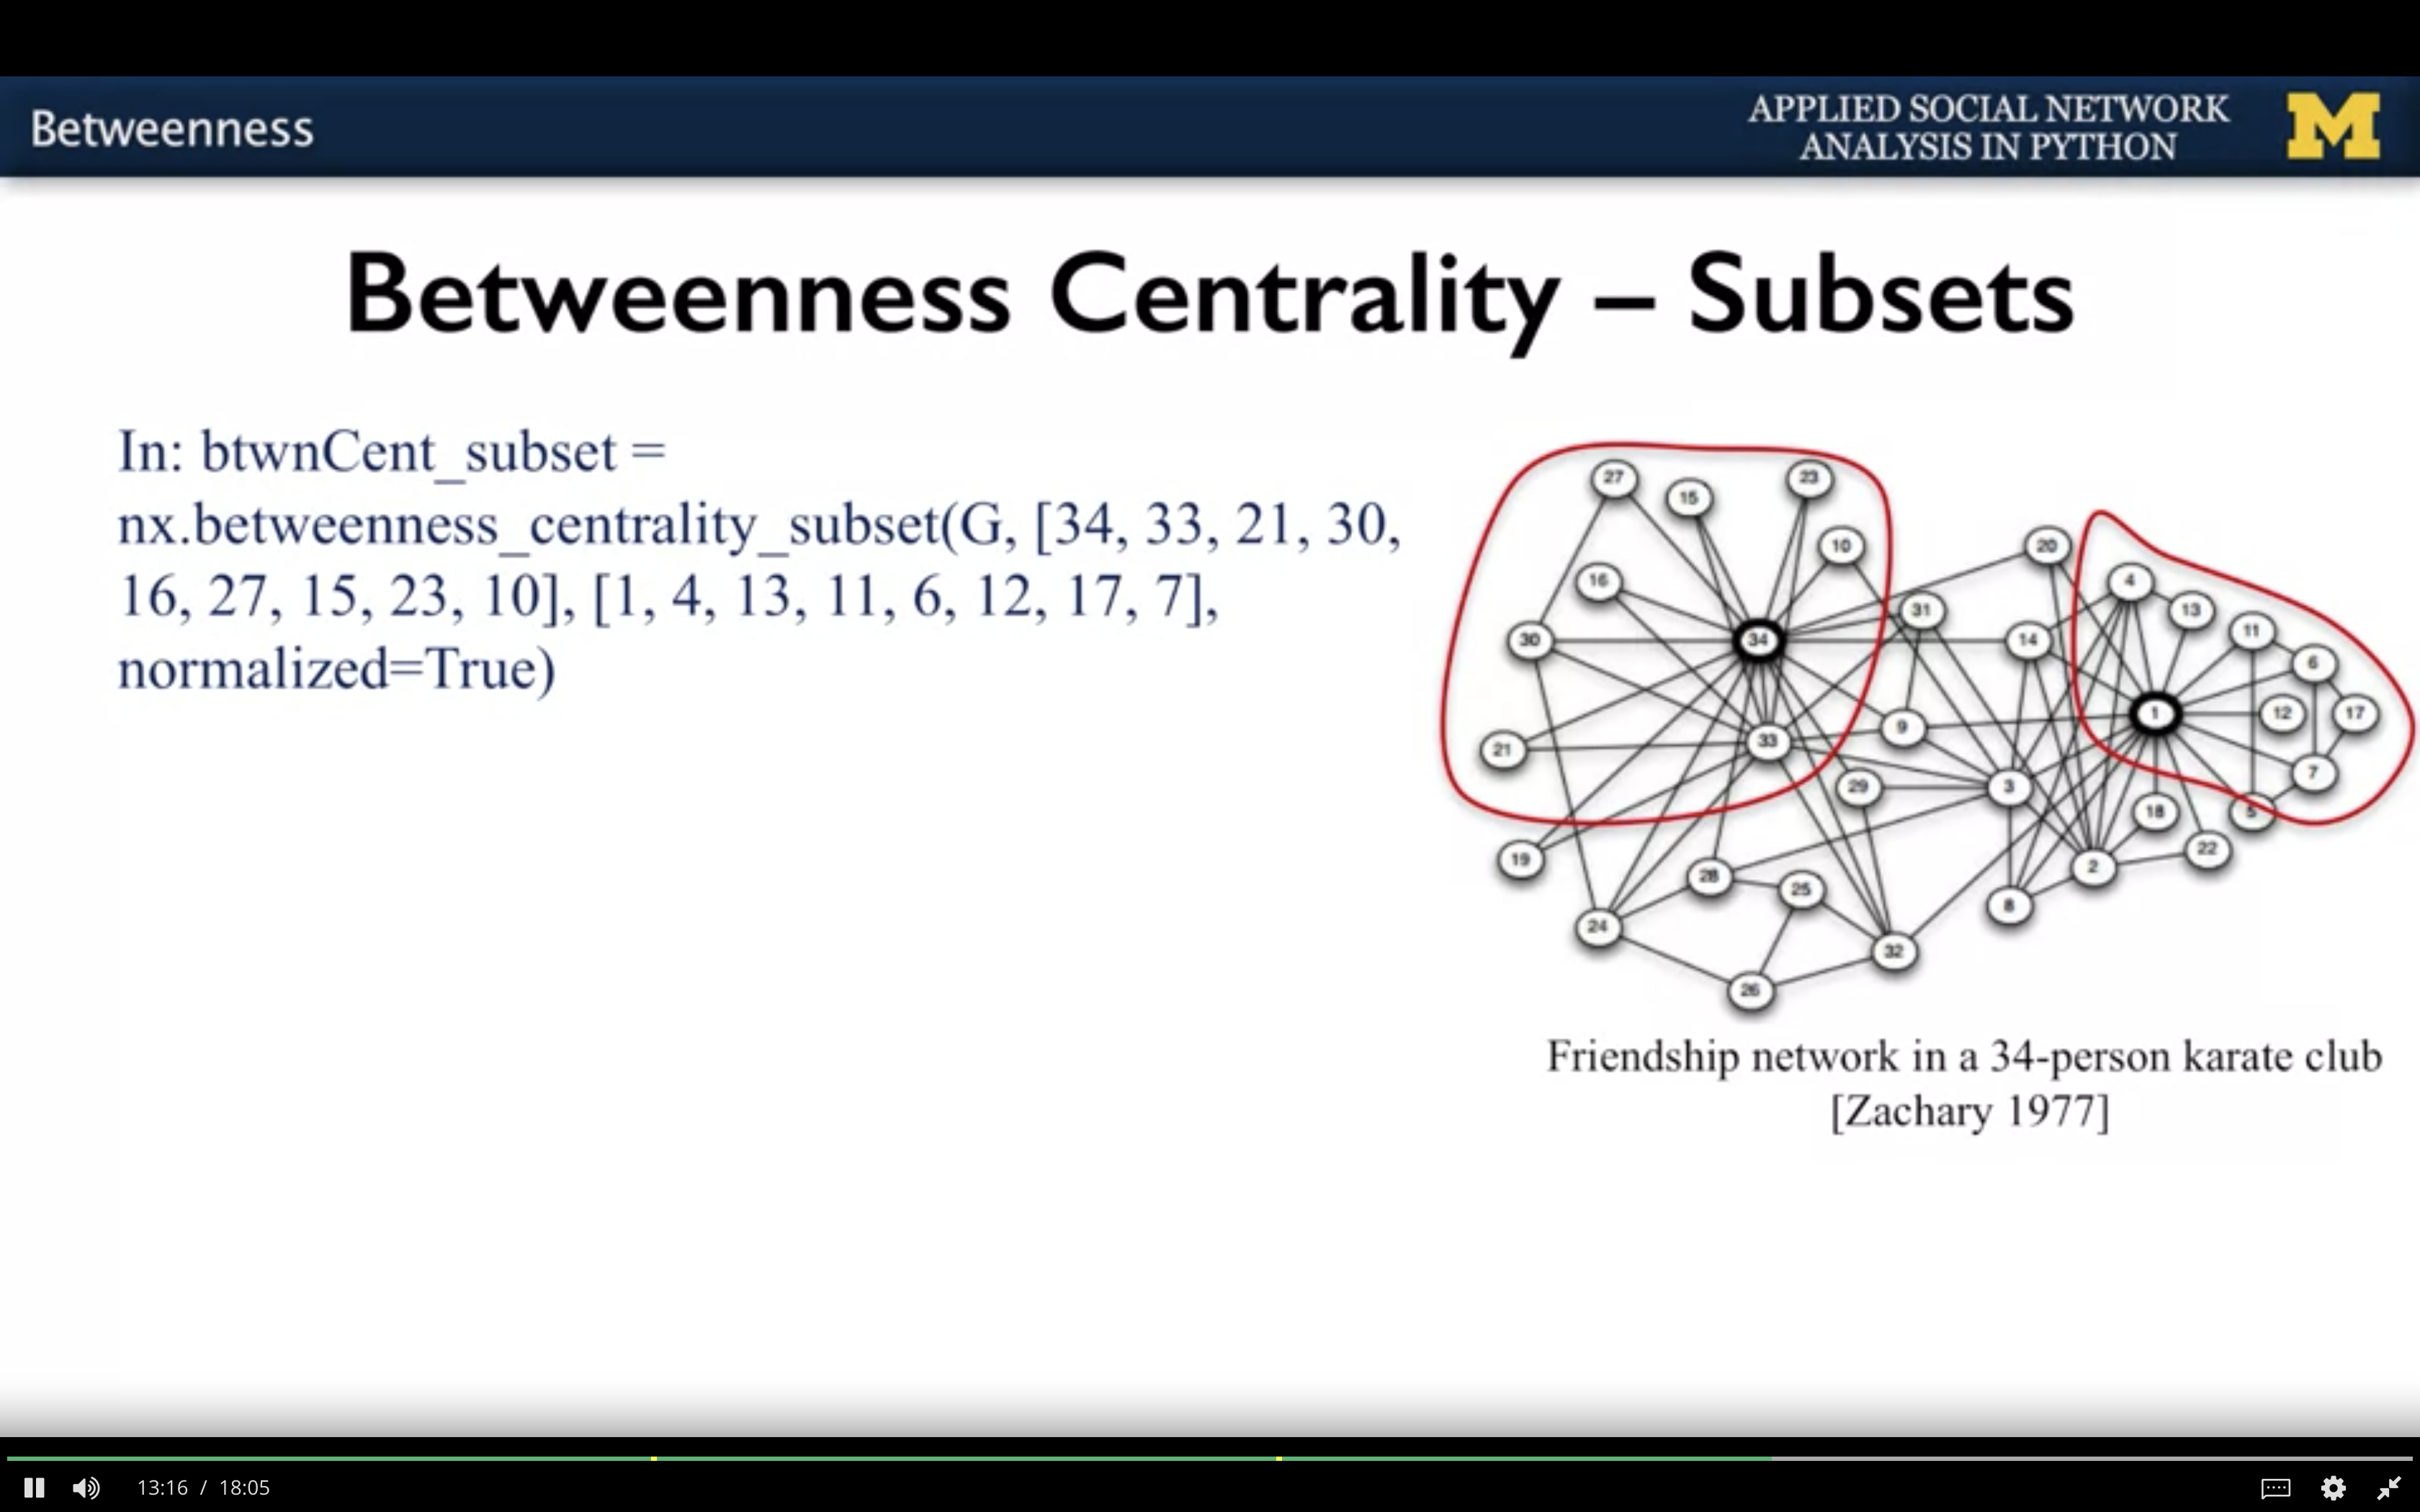 Betweenness
APPLIED SOCIAL NETWORK
ANALYSIS IN PYTHON
M
Betweenness Centrality – Subsets
In: btwnCent_subset =
nx.betweenness_centrality_subset(G, [34, 33, 21, 30,
16, 27, 15, 23, 10], [1, 4, 13, 11, 6, 12, 17, 7],
normalized=True)
27
15
23
10
16
20
4
31
13
11
30
34
14
6
1
12
17
21
33
9
7
29
3
18
5
19
28
25
2
22
8
24
32
26
Friendship network in a 34-person karate club
[Zachary 1977]
13:16 / 18:05